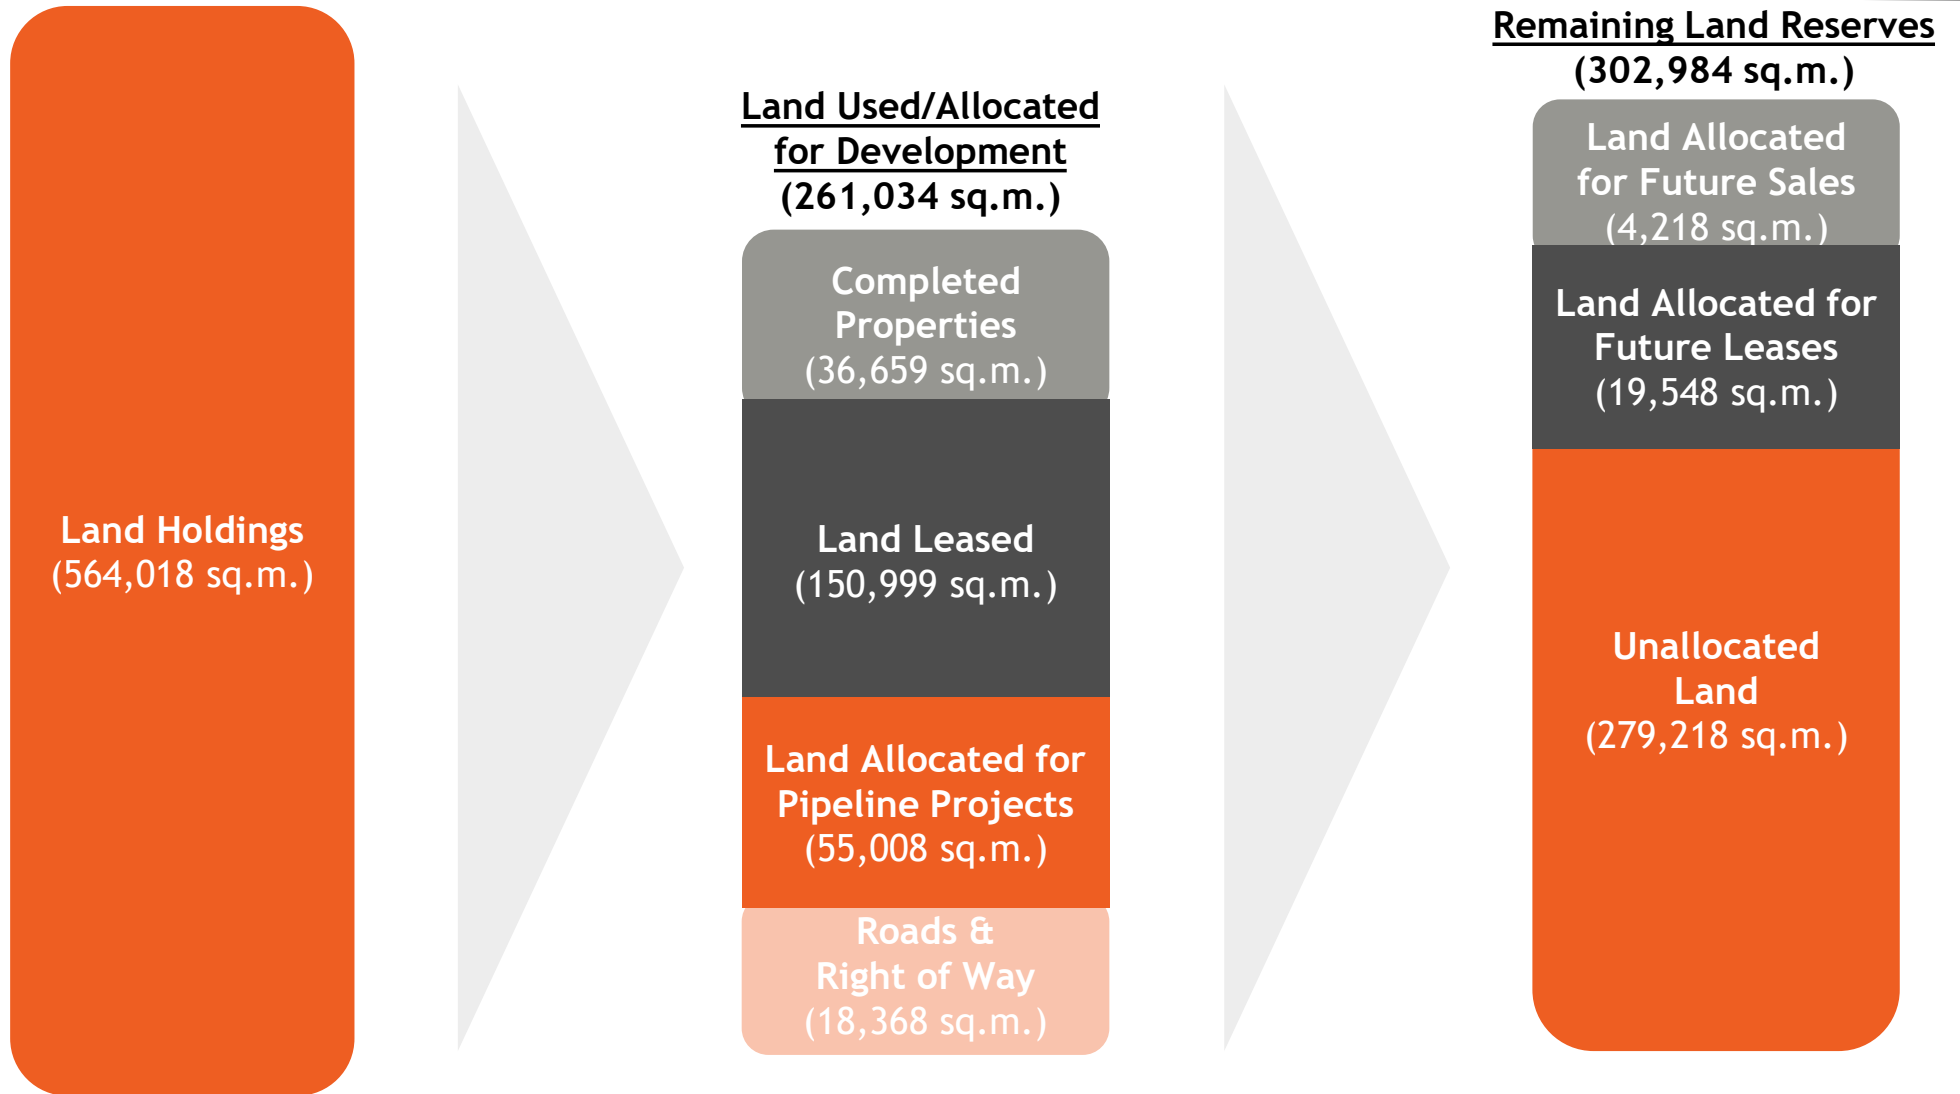 Land Holdings
(564,018 sq.m.)
Land Used/Allocated
for Development
(261,034 sq.m.)
Completed
Properties
(36,659 sq.m.)
Land Leased
(150,999 sq.m.)
Land Allocated for
Pipeline Projects
(55,008 sq.m.)
Roads &
Right of Way
(18,368 sq.m.)
Remaining Land Reserves
(302,984 sq.m.)
Land Allocated
for Future Sales
(4,218 sq.m.)
Land Allocated for
Future Leases
(19,548 sq.m.)
Unallocated
Land
(279,218 sq.m.)